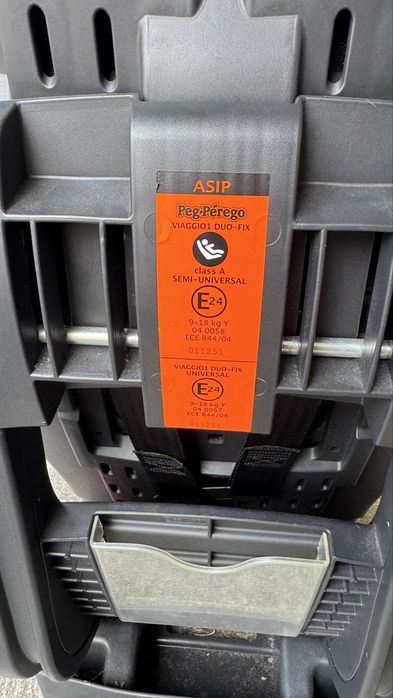 ASIP
Peg-Pérego
VIAGGIO1 DUO-FIX
class A
SEMI-UNIVERSAL
E24
9-18 kg Y
04 0058
ECE R44/04
011251
VIAGGIO1 DUO-FIX
UNIVERSAL
E24
9-18 kg Y
04 0057
ECE R44/04
011251